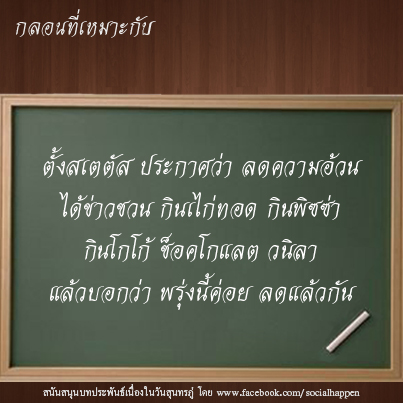 กลอนที่เหมาะกับ
ตั้งสเตตัส ประกาศว่า ลดความอ้วน
ได้ข่าวชวน กินไก่ทอด กินพิซซ่า
กินโกโก้ ช็อคโกแลต วนิลา
แล้วบอกว่า พรุ่งนี้ค่อย ลดแล้วกัน
สนับสนุนบทประพันธ์เนื่องในวันสุนทรภู่ โดย www.facebook.com/socialhappen